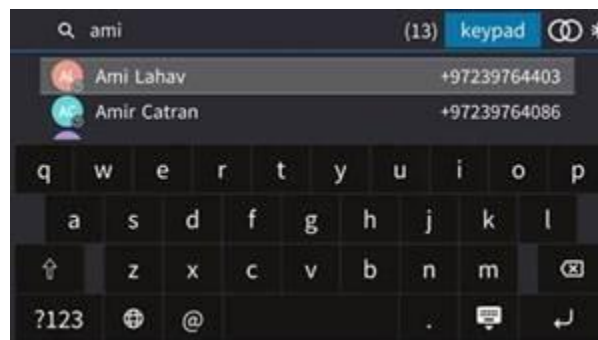 ami (13) keypad
AL Ami Lahav +97239764403
AC Amir Catran +97239764086
q w e r t y u i o p
a s d f g h j k l
z x c v b n m
?123 @ .